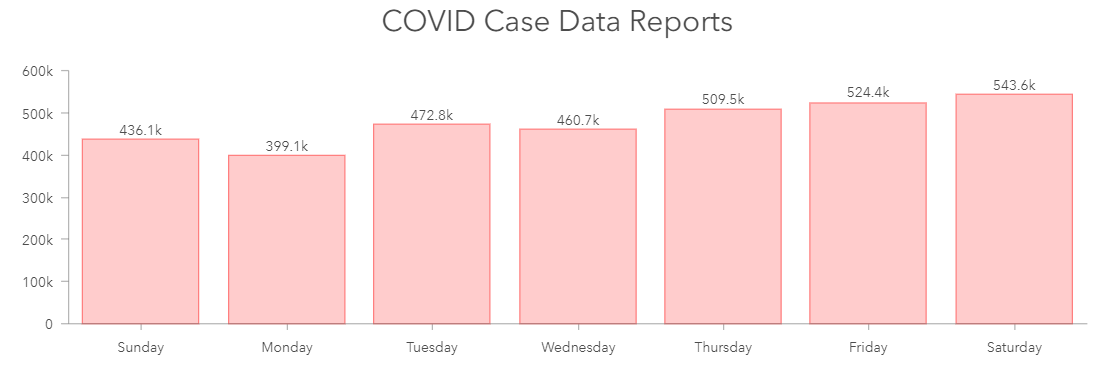 COVID Case Data Reports
600k
500k
400k
300k
200k
100k
0
436.1k
399.1k
472.8k
460.7k
509.5k
524.4k
543.6k
Sunday
Monday
Tuesday
Wednesday
Thursday
Friday
Saturday